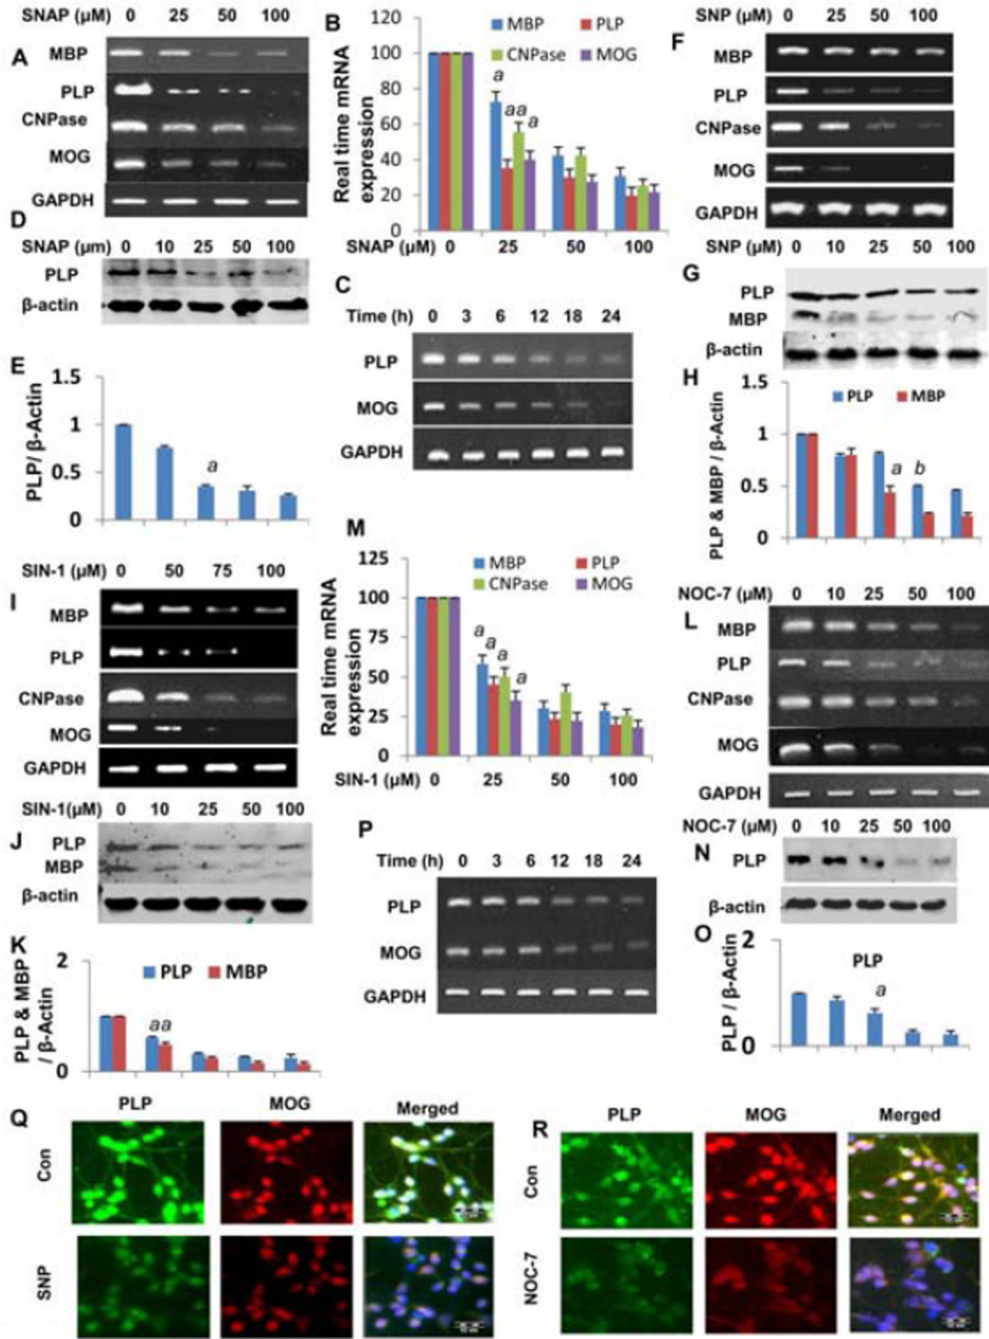 SNAP (µM) 0 25 50 100
A
MBP
PLP
CNPase
MOG
GAPDH
B
MBP PLP
CNPase MOG
Real time mRNA
expression
120
100
80
60
40
20
0
a
aa
a
SNAP (µM) 0 25 50 100
SNP (µM) 0 25 50 100
F
MBP
PLP
CNPase
MOG
GAPDH
D
SNAP (µm) 0 10 25 50 100
PLP
β-actin
C
Time (h) 0 3 6 12 18 24
PLP
MOG
GAPDH
SNP (µM) 0 10 25 50 100
G
PLP
MBP
β-actin
E
PLP/ β-Actin
1.5
1
0.5
0
a
H
PLP MBP
PLP & MBP / β-Actin
1.5
1
0.5
0
a b
SIN-1 (µM) 0 50 75 100
I
MBP
PLP
CNPase
MOG
GAPDH
M
MBP PLP
CNPase MOG
Real time mRNA
expression
125
100
75
50
25
0
a
a
a
a
SIN-1 (µM) 0 25 50 100
NOC-7 (µM) 0 10 25 50 100
L
MBP
PLP
CNPase
MOG
GAPDH
SIN-1(µM) 0 10 25 50 100
J
PLP
MBP
β-actin
P
Time (h) 0 3 6 12 18 24
PLP
MOG
GAPDH
NOC-7 (µM) 0 10 25 50 100
N
PLP
β-actin
K
PLP & MBP
/ β-Actin
2
1
0
PLP MBP
aa
O
PLP / β-Actin
2
0
PLP
a
Q
PLP MOG Merged
Con
SNP
R
PLP MOG Merged
Con
NOC-7